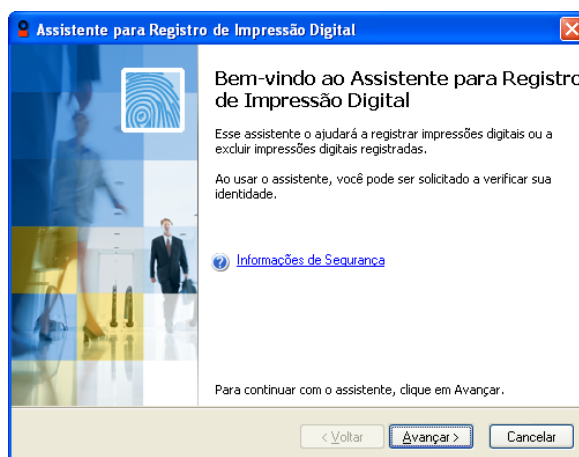 Assistente para Registro de Impressão Digital
Bem-vindo ao Assistente para Registro
de Impressão Digital
Esse assistente o ajudará a registrar impressões digitais ou a
excluir impressões digitais registradas.
Ao usar o assistente, você pode ser solicitado a verificar sua
identidade.
Informações de Segurança
Para continuar com o assistente, clique em Avançar.
< Voltar
Avançar >
Cancelar